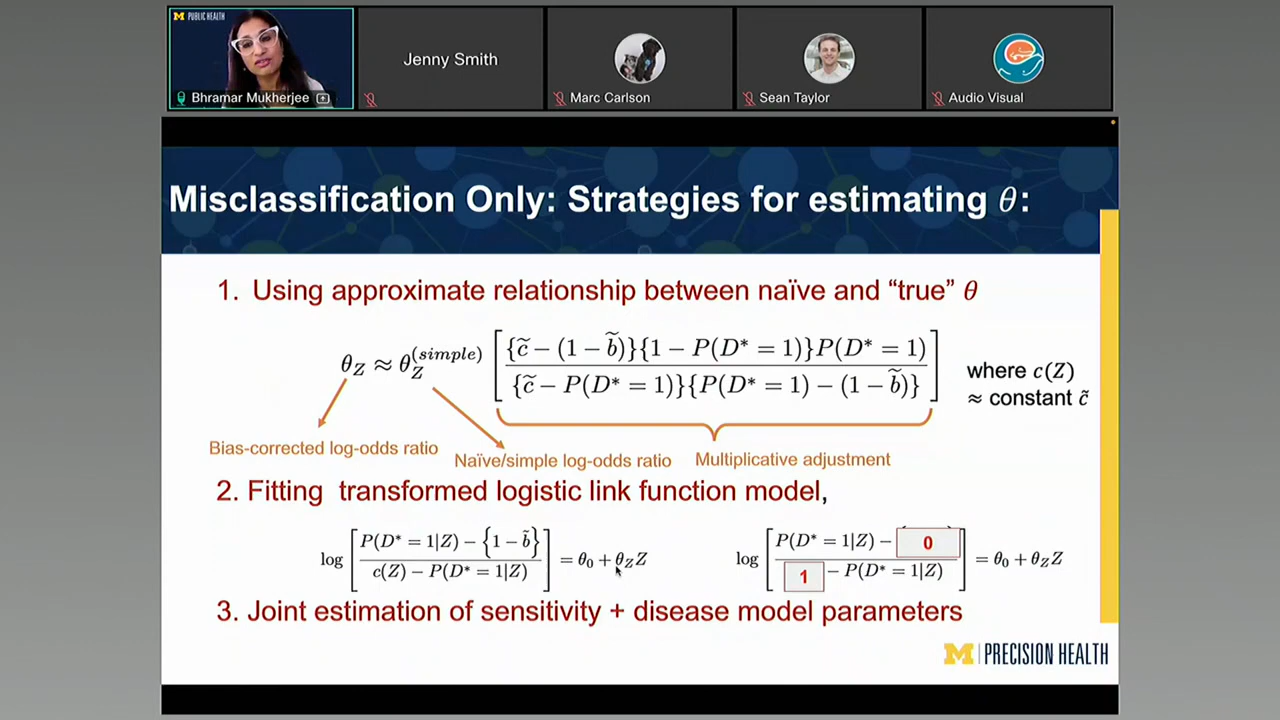 M PUBLIC HEALTH
Bhramar Mukherjee
Jenny Smith
Marc Carlson
Sean Taylor
Audio Visual
Misclassification Only: Strategies for estimating θ:
1. Using approximate relationship between naïve and “true” θ
θ_Z ≈ θ_Z^(simple) [ {c̃ − (1 − b̃)}{1 − P(D* = 1)}P(D* = 1) / {c̃ − P(D* = 1)}{P(D* = 1) − (1 − b̃)} ]
where c(Z)
≈ constant c̃
Bias-corrected log-odds ratio
Naïve/simple log-odds ratio
Multiplicative adjustment
2. Fitting transformed logistic link function model,
log [ P(D* = 1|Z) − {1 − b̃} / c(Z) − P(D* = 1|Z) ] = θ₀ + θ_Z Z
log [ P(D* = 1|Z) − 0 / 1 − P(D* = 1|Z) ] = θ₀ + θ_Z Z
3. Joint estimation of sensitivity + disease model parameters
M PRECISION HEALTH